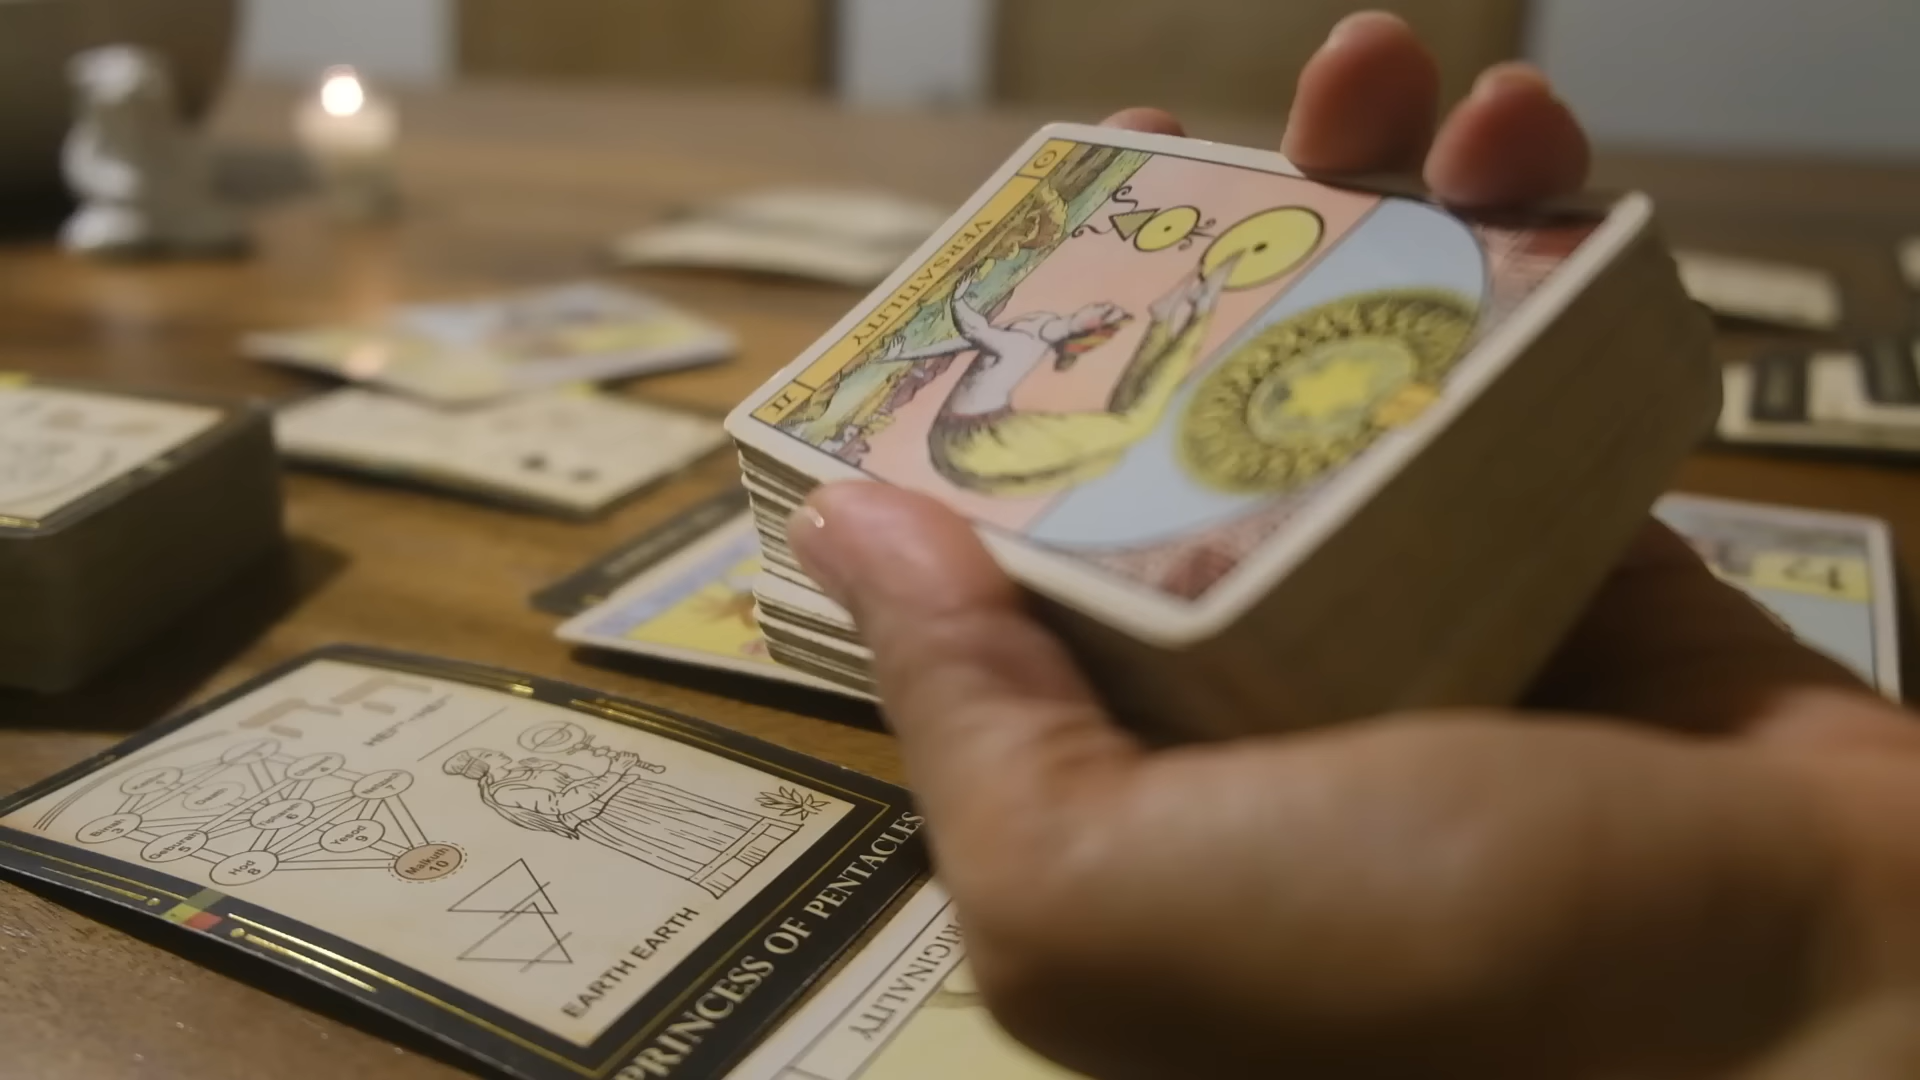 VERSATILITY
II
Binah
3
Geburah
5
Hod
8
Tiphareth
6
Yesod
9
Netzach
7
Malkuth
10
EARTH EARTH
PRINCESS OF PENTACLES
RIGINALITY